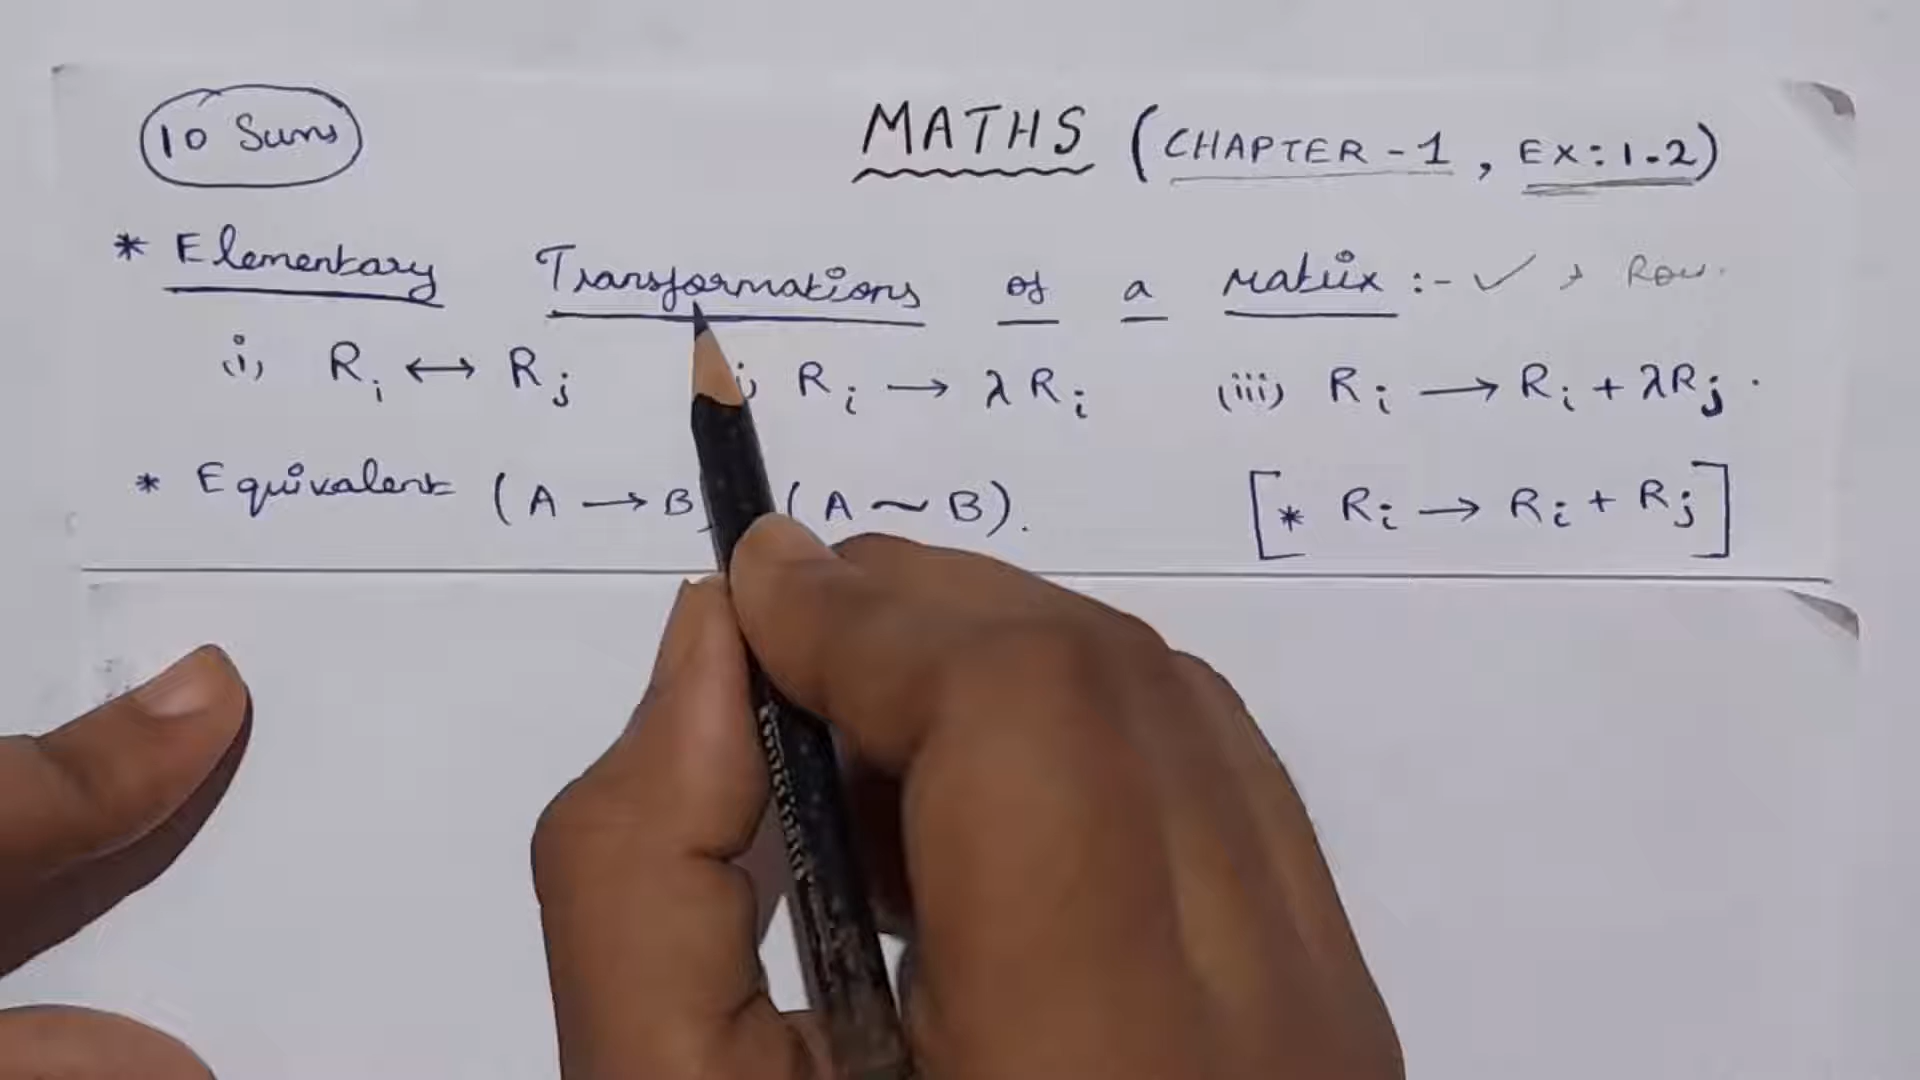 10 Sums
MATHS (CHAPTER-1, EX:1.2)
* Elementary Transformations of a matrix :- ✓ → Row.
(i) Ri ↔ Rj i) Ri → λRi (iii) Ri → Ri + λRj.
* Equivalent (A → B) (A ~ B). [* Ri → Ri + Rj]